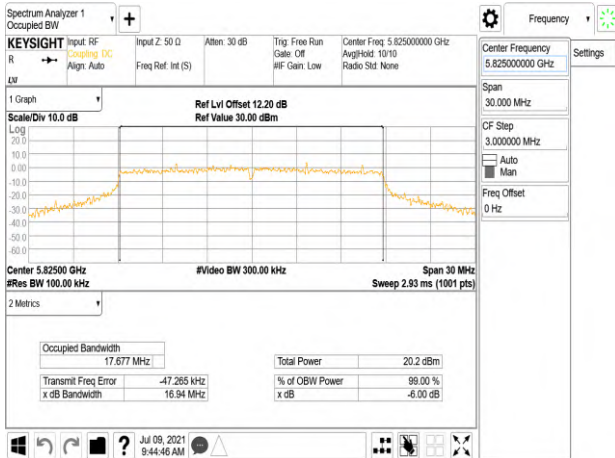 Spectrum Analyzer 1
Occupied BW
Frequency
KEYSIGHT
R
LXI
Input: RF
Coupling: DC
Align: Auto
Input Z: 50 Ω
Freq Ref: Int (S)
Atten: 30 dB
Trig: Free Run
Gate: Off
#IF Gain: Low
Center Freq: 5.825000000 GHz
Avg|Hold: 10/10
Radio Std: None
Center Frequency
5.825000000 GHz
Settings
Span
30.000 MHz
CF Step
3.000000 MHz
Auto
Man
Freq Offset
0 Hz
1 Graph
Scale/Div 10.0 dB
Ref Lvl Offset 12.20 dB
Ref Value 30.00 dBm
Log
20.0
10.0
0.00
-10.0
-20.0
-30.0
-40.0
-50.0
-60.0
Center 5.82500 GHz
#Video BW 300.00 kHz
Span 30 MHz
#Res BW 100.00 kHz
Sweep 2.93 ms (1001 pts)
2 Metrics
Occupied Bandwidth
17.677 MHz
Total Power 20.2 dBm
Transmit Freq Error -47.265 kHz
% of OBW Power 99.00 %
x dB Bandwidth 16.94 MHz
x dB -6.00 dB
?
Jul 09, 2021
9:44:46 AM